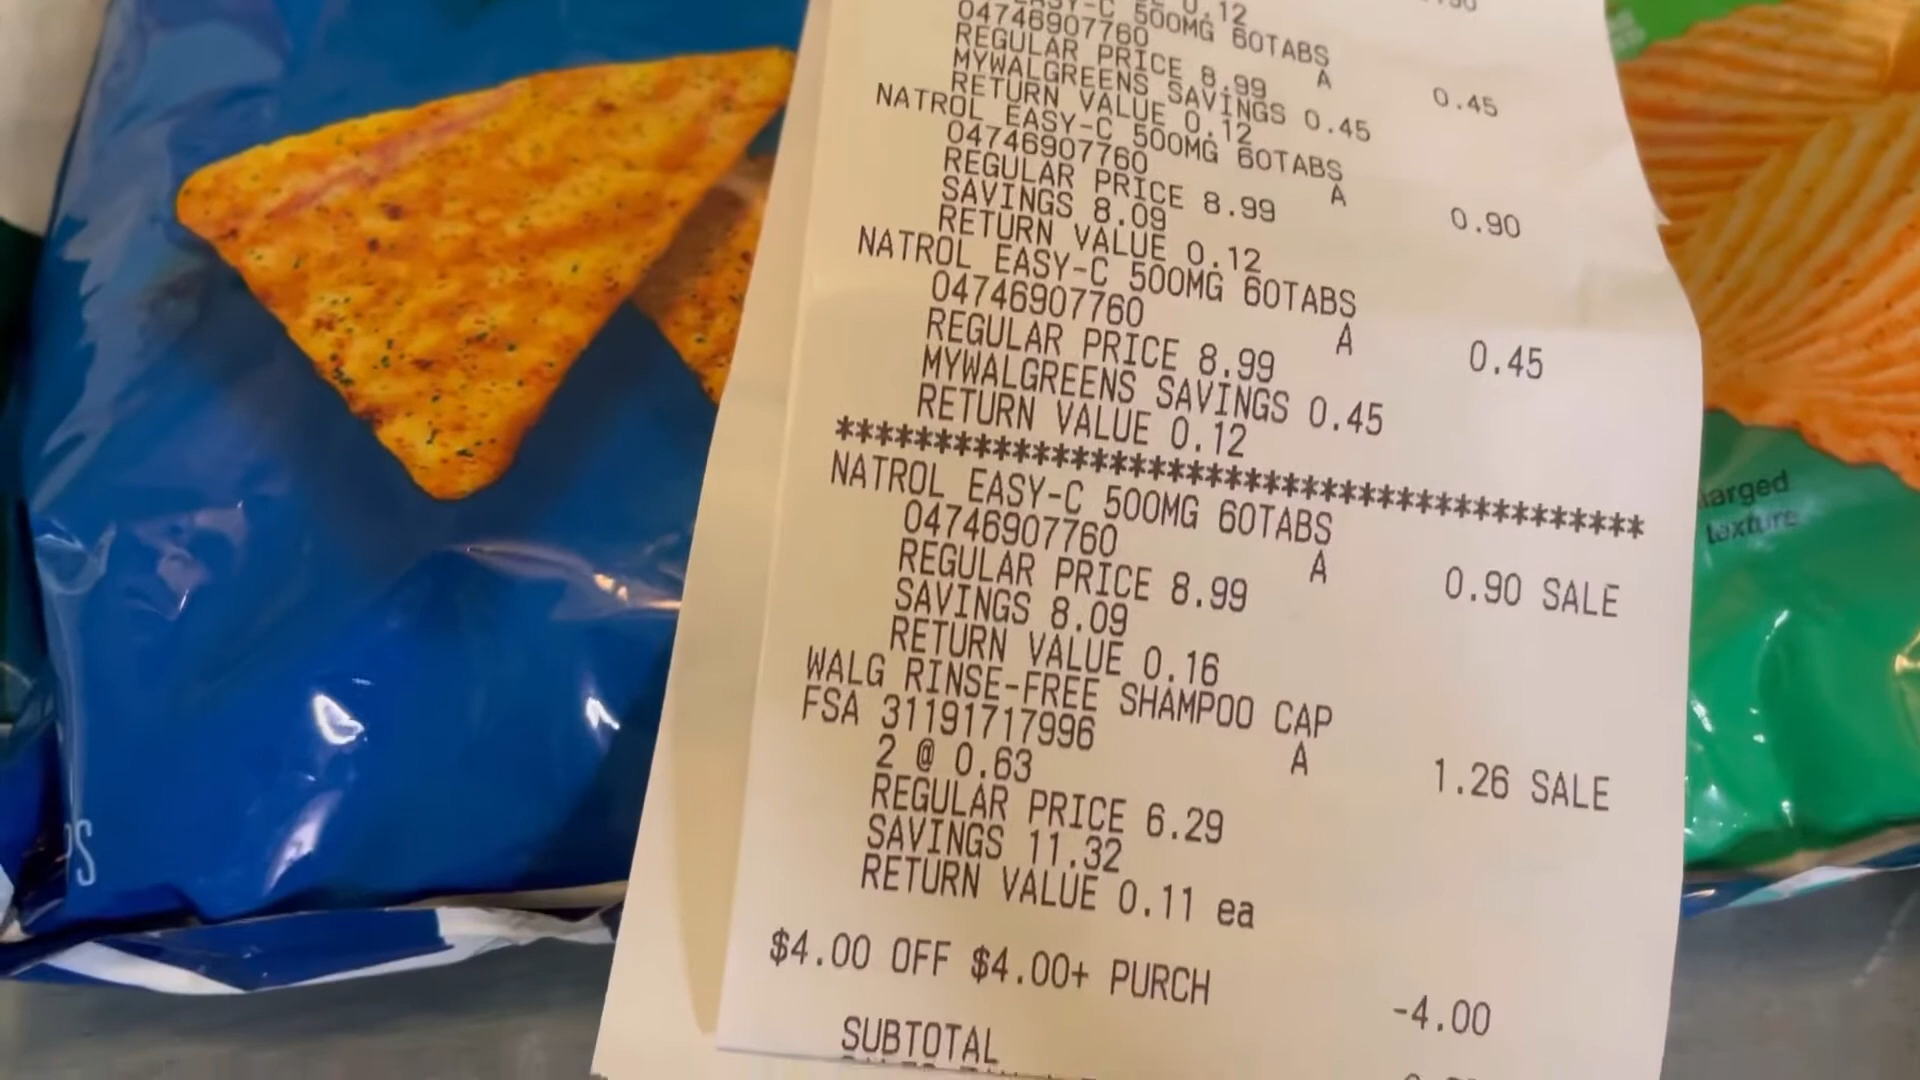 0.12
-C 500MG 60TABS
04746907760 A 0.45
REGULAR PRICE 8.99
MYWALGREENS SAVINGS 0.45
RETURN VALUE 0.12
NATROL EASY-C 500MG 60TABS
04746907760 A 0.90
REGULAR PRICE 8.99
SAVINGS 8.09
RETURN VALUE 0.12
NATROL EASY-C 500MG 60TABS
04746907760 A 0.45
REGULAR PRICE 8.99
MYWALGREENS SAVINGS 0.45
RETURN VALUE 0.12
******************************************
NATROL EASY-C 500MG 60TABS
04746907760 A 0.90 SALE
REGULAR PRICE 8.99
SAVINGS 8.09
RETURN VALUE 0.16
WALG RINSE-FREE SHAMPOO CAP
FSA 31191717996 A 1.26 SALE
2 @ 0.63
REGULAR PRICE 6.29
SAVINGS 11.32
RETURN VALUE 0.11 ea
$4.00 OFF $4.00+ PURCH -4.00
SUBTOTAL
arged
texture